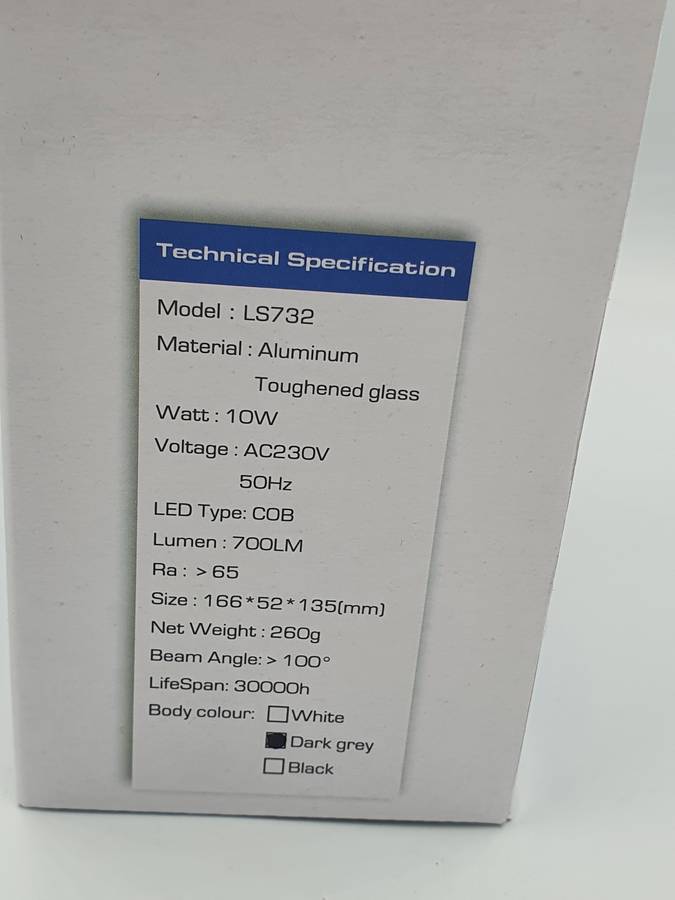 Technical Specification
Model : LS732
Material : Aluminum
Toughened glass
Watt : 10W
Voltage : AC230V
50Hz
LED Type: COB
Lumen : 700LM
Ra : > 65
Size : 166*52*135(mm)
Net Weight : 260g
Beam Angle: > 100°
LifeSpan: 30000h
Body colour: White
Dark grey
Black